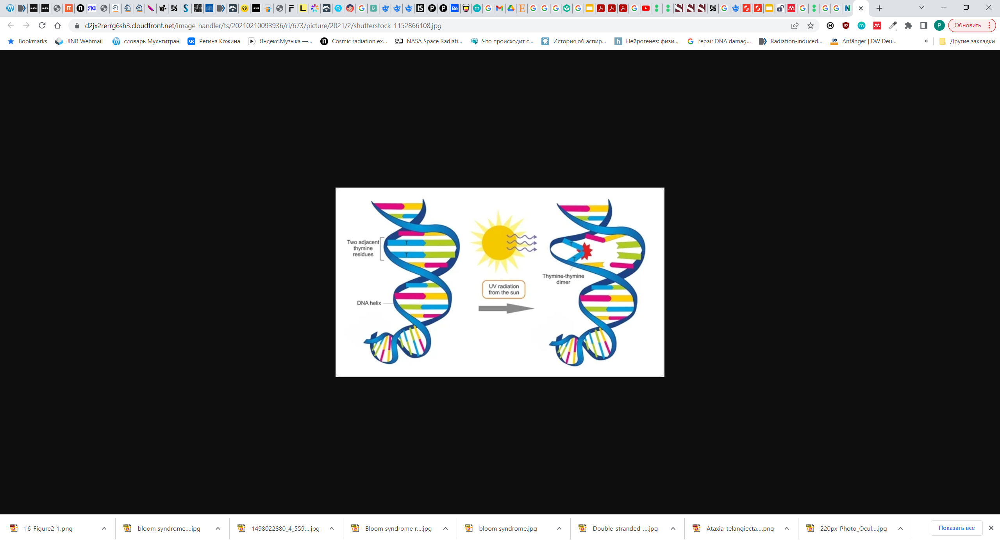 d2jx2rerrg6sh3.cloudfront.net/image-handler/ts/20210210093936/ri/673/picture/2021/2/shutterstock_1152866108.jpg
Обновить
Bookmarks
JINR Webmail
словарь Мультитран
Регина Кожина
Яндекс.Музыка —...
Cosmic radiation ex...
NASA Space Radiati...
Что происходит с...
История об аспир...
Нейрогенез: физи...
repair DNA damag...
Radiation-induced...
Anfänger | DW Deu...
»
Другие закладки
Two adjacent
thymine
residues
T
T
DNA helix
UV radiation
from the sun
T
T
Thymine-thymine
dimer
16-Figure2-1.png
bloom syndrome....jpg
1498022880_4_559....jpg
Bloom syndrome r....jpg
bloom syndrome.jpg
Double-stranded-....jpg
Ataxia-telangiecta....png
220px-Photo_Ocul....jpg
Показать все